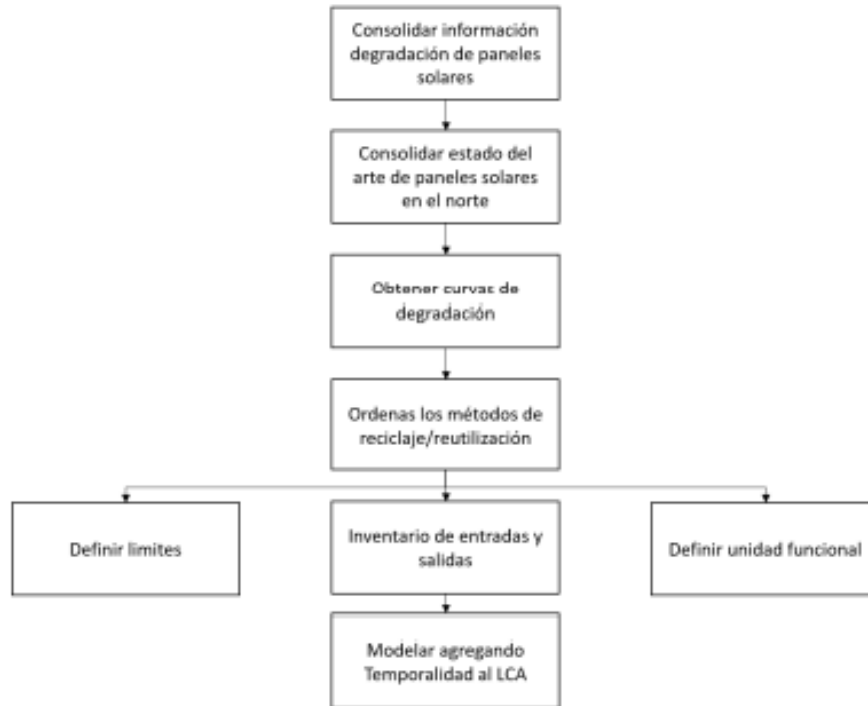 Consolidar información
degradación de paneles
solares
Consolidar estado del
arte de paneles solares
en el norte
Obtener curvas de
degradación
Ordenas los métodos de
reciclaje/reutilización
Definir limites
Inventario de entradas y
salidas
Definir unidad funcional
Modelar agregando
Temporalidad al LCA